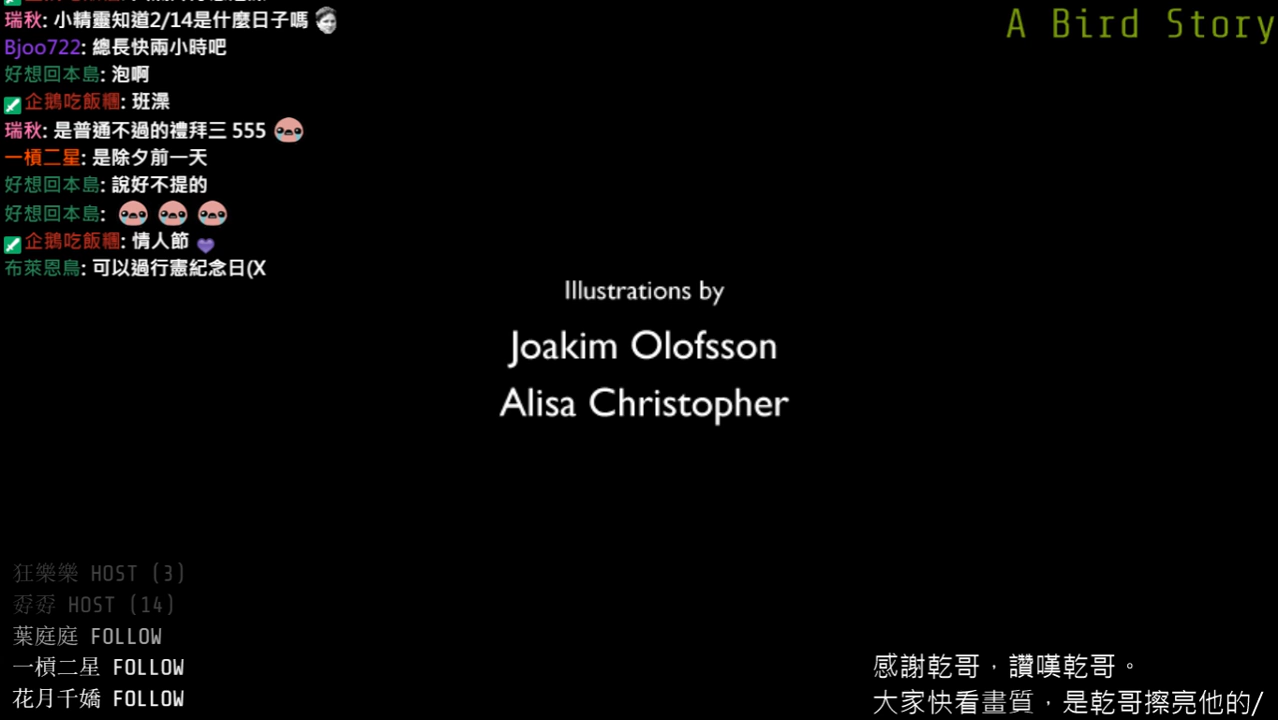 瑞秋: 小精靈知道2/14是什麼日子嗎
A Bird Story
Bjoo722: 總長快兩小時吧
好想回本島: 泡啊
企鵝吃飯糰: 班澡
瑞秋: 是普通不過的禮拜三 555
一槓二星: 是除夕前一天
好想回本島: 說好不提的
好想回本島:
企鵝吃飯糰: 情人節
布萊恩鳥: 可以過行憲紀念日(X
Illustrations by
Joakim Olofsson
Alisa Christopher
狂樂樂 HOST (3)
孬孬 HOST (14)
葉庭庭 FOLLOW
一槓二星 FOLLOW
花月千嬌 FOLLOW
感謝乾哥，讚嘆乾哥。
大家快看畫質，是乾哥擦亮他的/